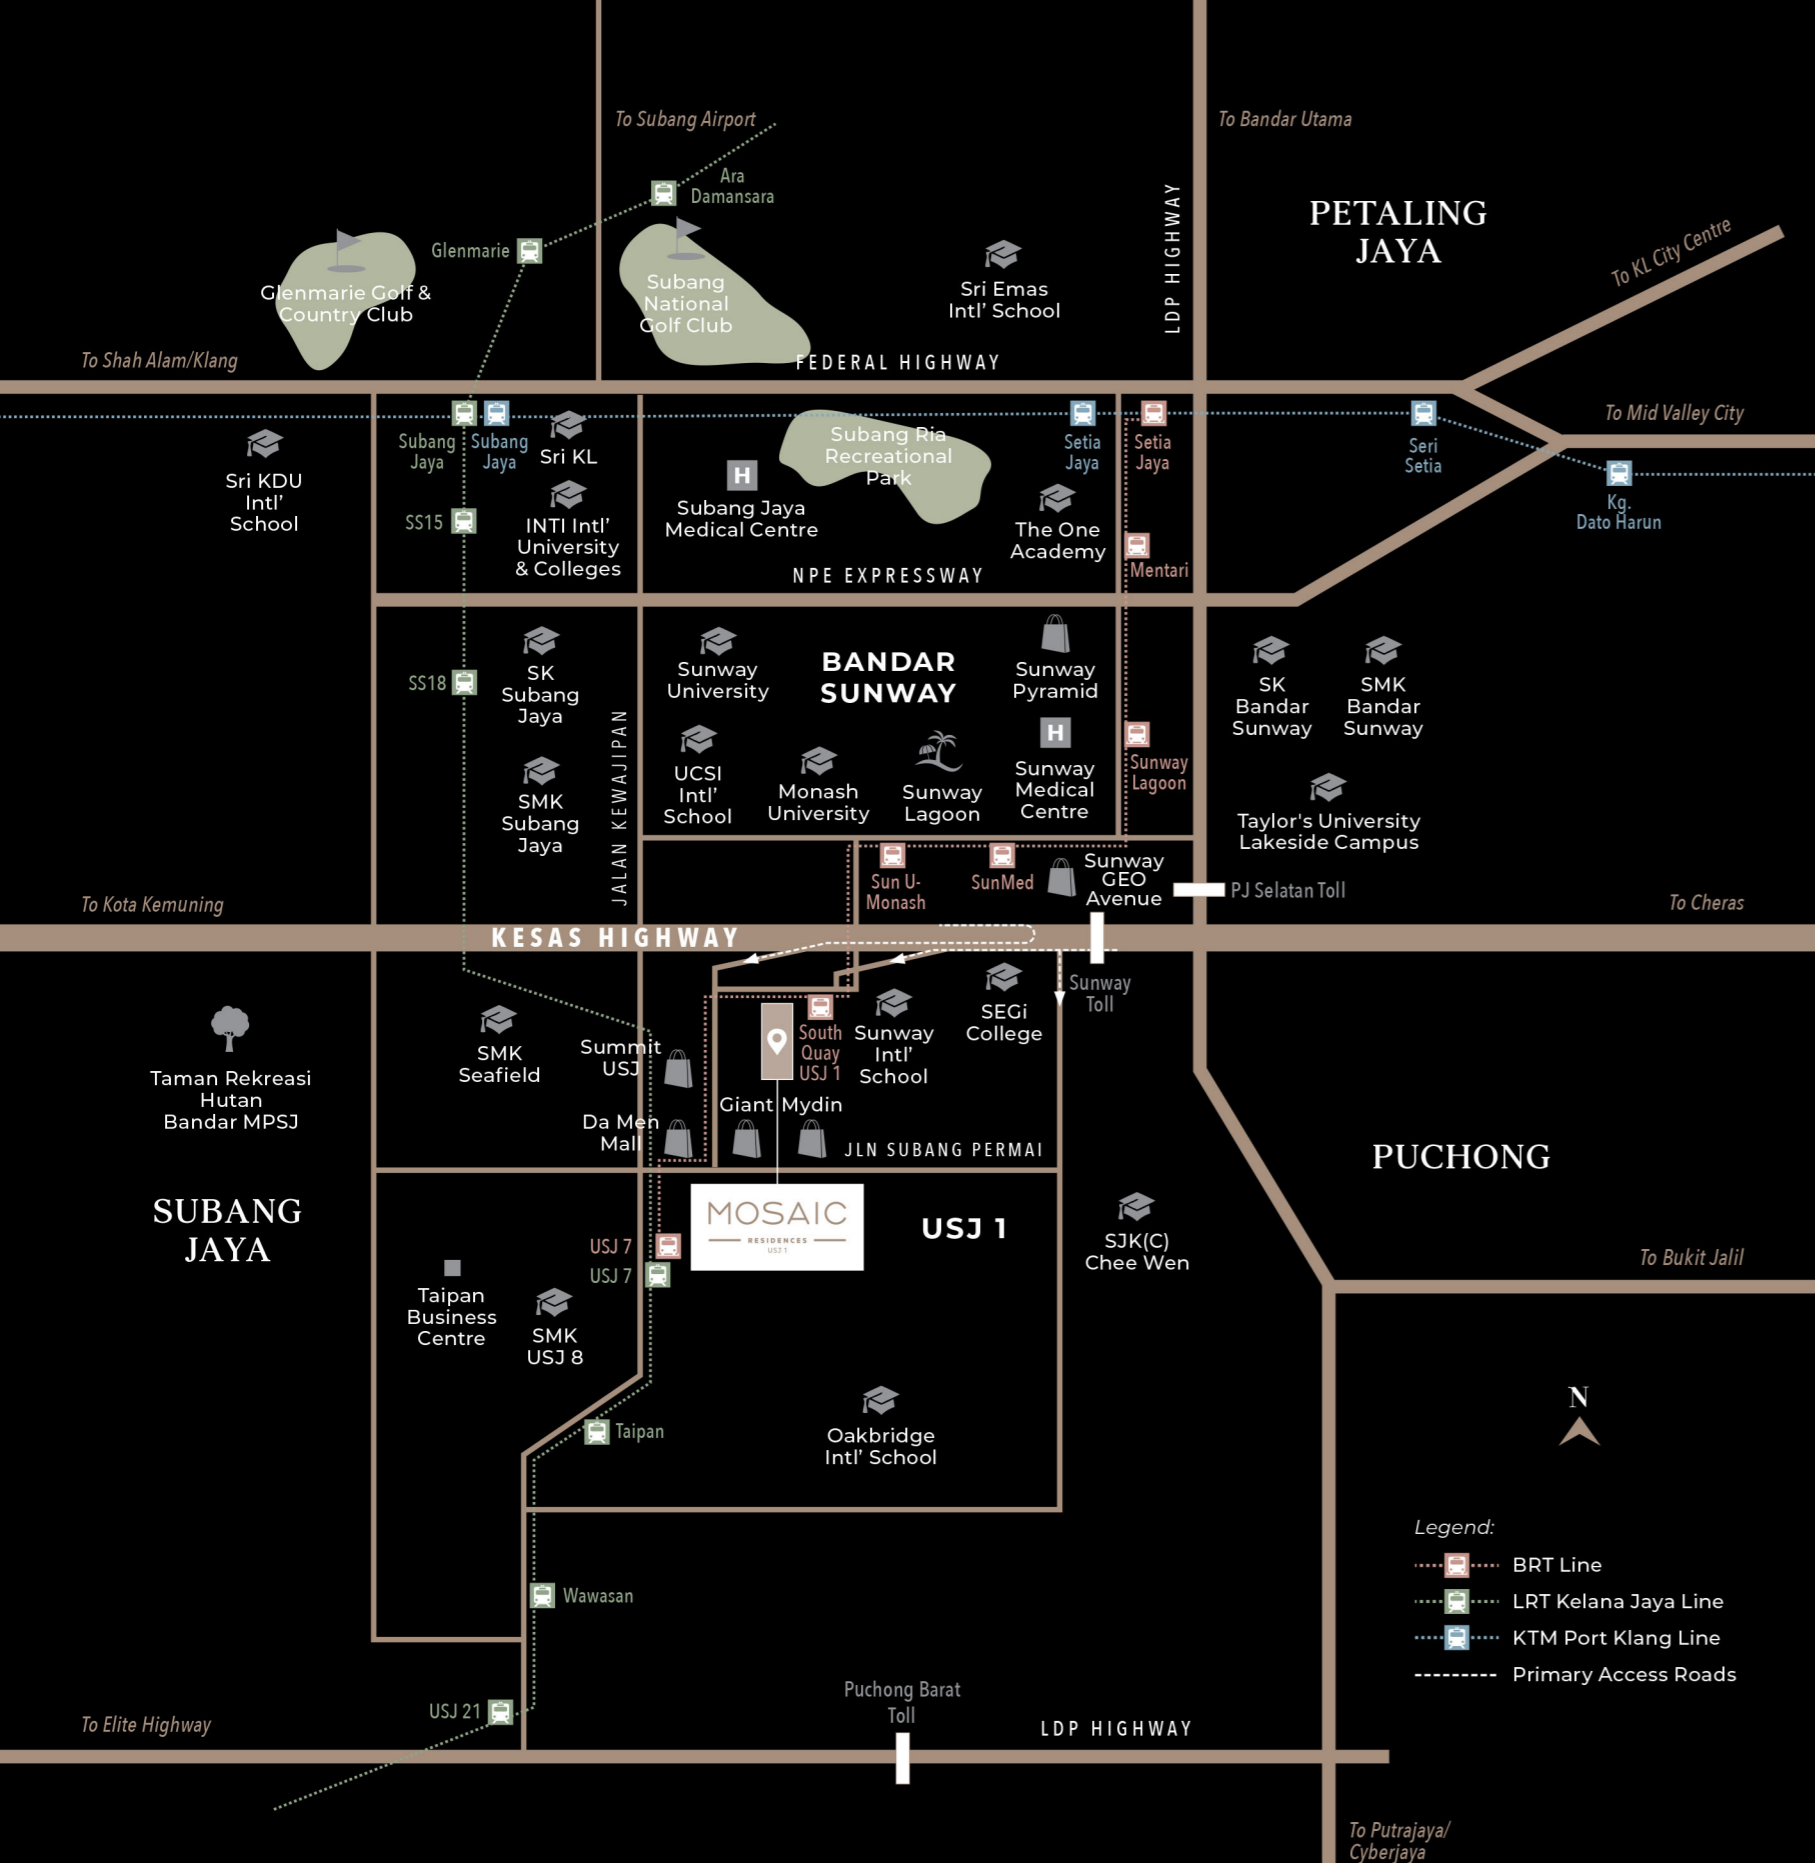 To Subang Airport
To Bandar Utama
Ara
Damansara
LDP HIGHWAY
PETALING
JAYA
To KL City Centre
Glenmarie
Glenmarie Golf &
Country Club
Subang
National
Golf Club
Sri Emas
Intl’ School
To Shah Alam/Klang
FEDERAL HIGHWAY
To Mid Valley City
Sri KDU
Intl’
School
Subang
Jaya
Subang
Jaya
Sri KL
Subang Ria
Recreational
Park
Setia
Jaya
Setia
Jaya
Seri
Setia
Kg.
Dato Harun
SS15
INTI Intl’
University
& Colleges
H
Subang Jaya
Medical Centre
The One
Academy
Mentari
NPE EXPRESSWAY
SS18
SK
Subang
Jaya
Sunway
University
BANDAR
SUNWAY
Sunway
Pyramid
SK
Bandar
Sunway
SMK
Bandar
Sunway
JALAN KEWAJIPAN
SMK
Subang
Jaya
UCSI
Intl’
School
Monash
University
Sunway
Lagoon
H
Sunway
Medical
Centre
Sunway
Lagoon
Taylor's University
Lakeside Campus
Sun U-
Monash
SunMed
Sunway
GEO
Avenue
PJ Selatan Toll
To Kota Kemuning
To Cheras
KESAS HIGHWAY
Sunway
Toll
Taman Rekreasi
Hutan
Bandar MPSJ
SMK
Seafield
Summit
USJ
South
Quay
USJ 1
Sunway
Intl’
School
SEGi
College
Da Men
Mall
Giant
Mydin
JLN SUBANG PERMAI
PUCHONG
SUBANG
JAYA
MOSAIC
RESIDENCES
USJ 1
USJ 1
SJK(C)
Chee Wen
USJ 7
USJ 7
To Bukit Jalil
Taipan
Business
Centre
SMK
USJ 8
Taipan
Oakbridge
Intl’ School
N
Legend:
BRT Line
LRT Kelana Jaya Line
KTM Port Klang Line
Primary Access Roads
Wawasan
USJ 21
To Elite Highway
Puchong Barat
Toll
LDP HIGHWAY
To Putrajaya/
Cyberjaya